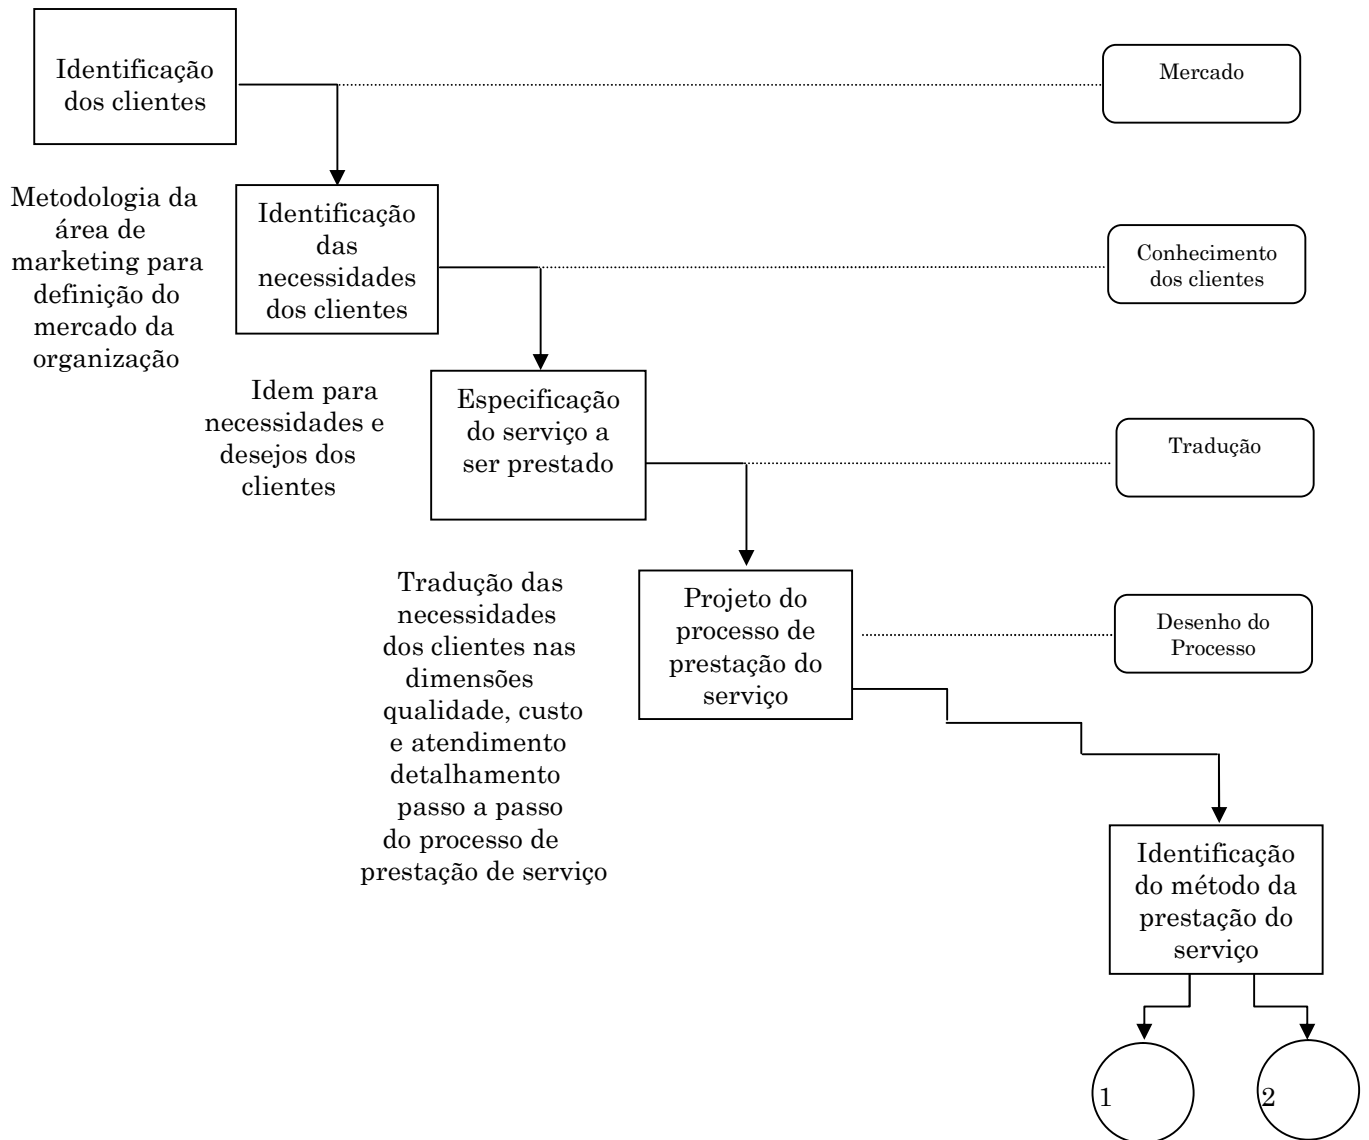 Identificação
dos clientes
Mercado
Metodologia da
área de
marketing para
definição do
mercado da
organização
Identificação
das
necessidades
dos clientes
Conhecimento
dos clientes
Idem para
necessidades e
desejos dos
clientes
Especificação
do serviço a
ser prestado
Tradução
Tradução das
necessidades
dos clientes nas
dimensões
qualidade, custo
e atendimento
detalhamento
passo a passo
do processo de
prestação de serviço
Projeto do
processo de
prestação do
serviço
Desenho do
Processo
Identificação
do método da
prestação do
serviço
1
2